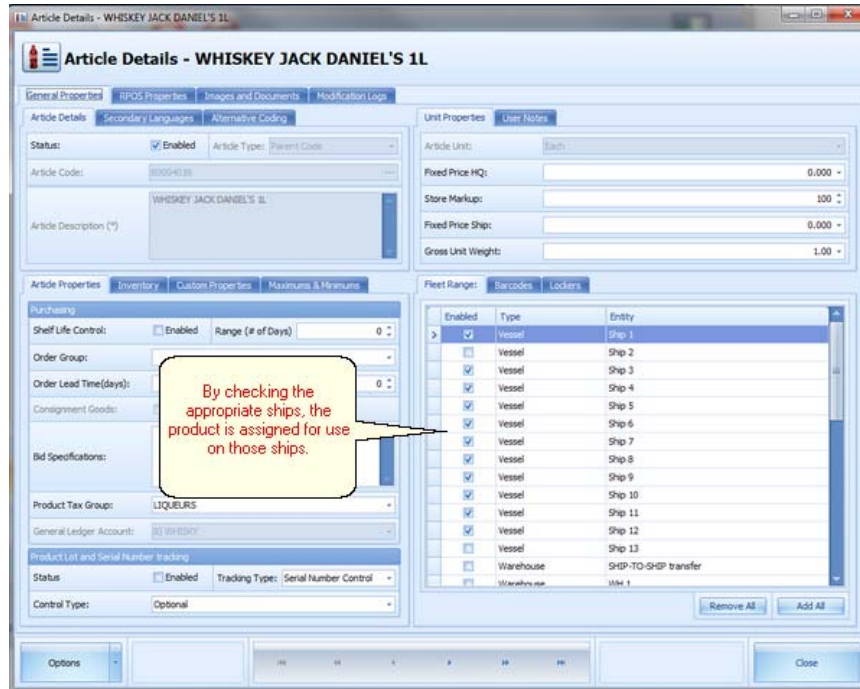 Article Details - WHISKEY JACK DANIEL'S 1L
Article Details - WHISKEY JACK DANIEL'S 1L
General Properties RPOS Properties Images and Documents Modification Logs
Article Details Secondary Languages Alternative Coding
Status: Enabled Article Type: Parent Code
Article Code:
WHISKEY JACK DANIEL'S 1L
Article Description (*)
Unit Properties User Notes
Article Unit: Each
Fixed Price HQ: 0.000
Store Markup: 100
Fixed Price Ship: 0.000
Gross Unit Weight: 1.00
Article Properties Inventory Custom Properties Maximums & Minimums
Purchasing
Shelf Life Control: Enabled Range (# of Days) 0
Order Group:
Order Lead Time(days): 0
Consignment Goods:
Bid Specifications:
Product Tax Group: LIQUEURS
General Ledger Account: WHISKY
Product Lot and Serial Number tracking
Status Enabled Tracking Type: Serial Number Control
Control Type: Optional
By checking the
appropriate ships, the
product is assigned for use
on those ships.
Fleet Range: Barcodes Lockers
Enabled Type Entity
Vessel Ship 1
Vessel Ship 2
Vessel Ship 3
Vessel Ship 4
Vessel Ship 5
Vessel Ship 6
Vessel Ship 7
Vessel Ship 8
Vessel Ship 9
Vessel Ship 10
Vessel Ship 11
Vessel Ship 12
Vessel Ship 13
Warehouse SHIP-TO-SHIP transfer
Warehouse WH 1
Remove All Add All
Options Close